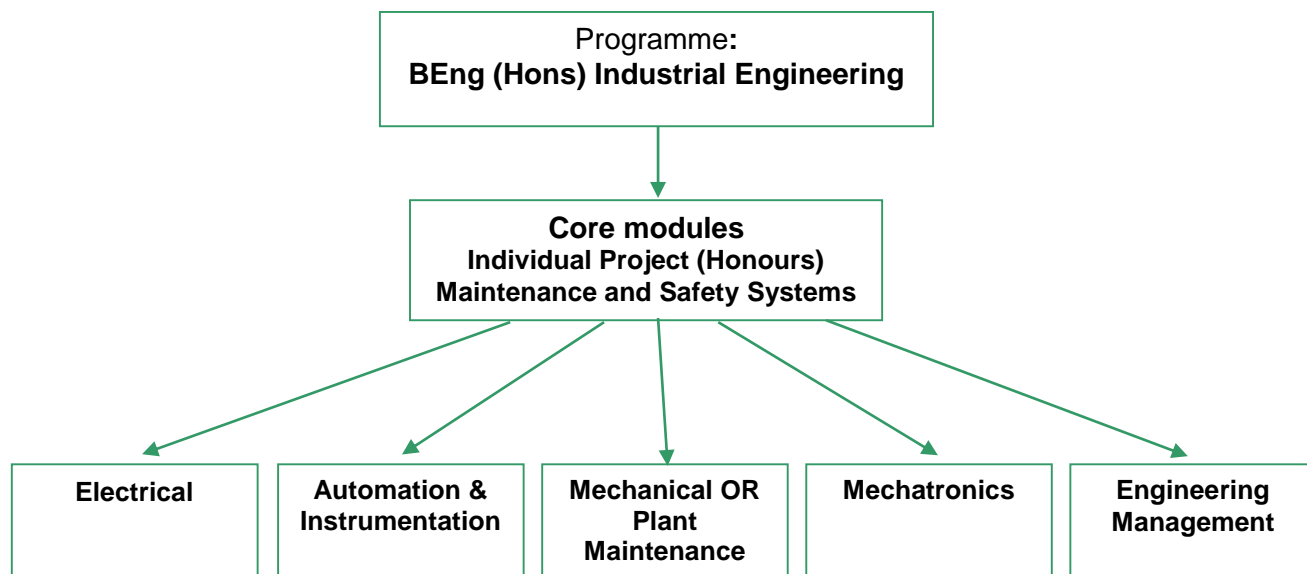 Programme:
BEng (Hons) Industrial Engineering
Core modules
Individual Project (Honours)
Maintenance and Safety Systems
Electrical
Automation &
Instrumentation
Mechanical OR
Plant
Maintenance
Mechatronics
Engineering
Management